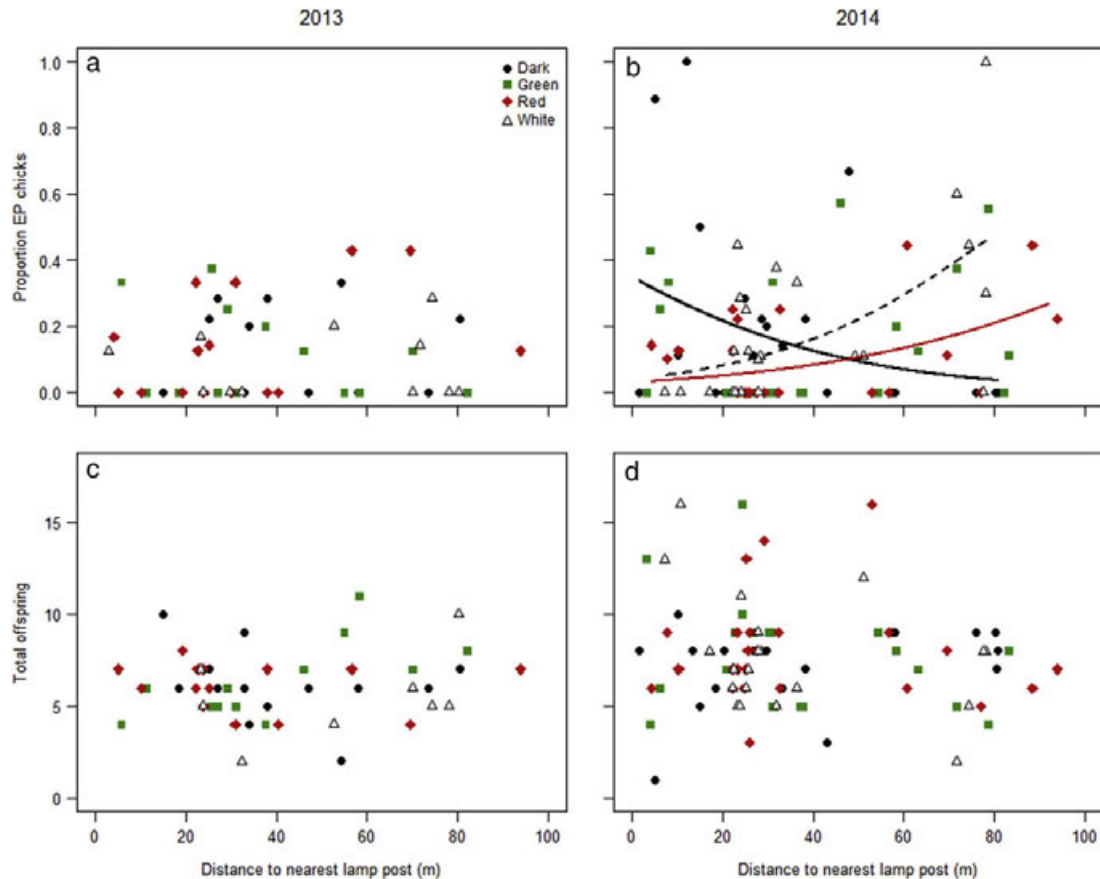 2013
2014
a
Dark
Green
Red
White
b
Proportion EP chicks
1.0
0.8
0.6
0.4
0.2
0.0
c
d
Total offspring
15
10
5
0
0 20 40 60 80 100
0 20 40 60 80 100
Distance to nearest lamp post (m)
Distance to nearest lamp post (m)